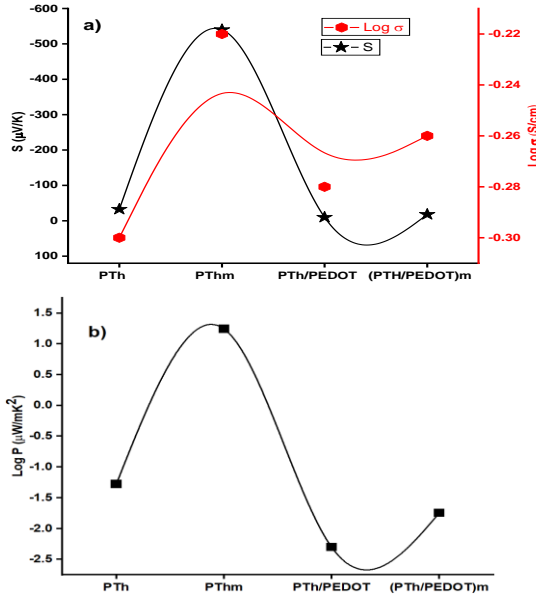 a)
Log σ
S
-600
-500
-400
-300
-200
-100
0
100
S (μV/K)
-0.22
-0.24
-0.26
-0.28
-0.30
Log σ (S/cm)
PTh PThm PTh/PEDOT (PTH/PEDOT)m
b)
1.5
1.0
0.5
0.0
-0.5
-1.0
-1.5
-2.0
-2.5
Log P (μW/mK²)
PTh PThm PTh/PEDOT (PTh/PEDOT)m